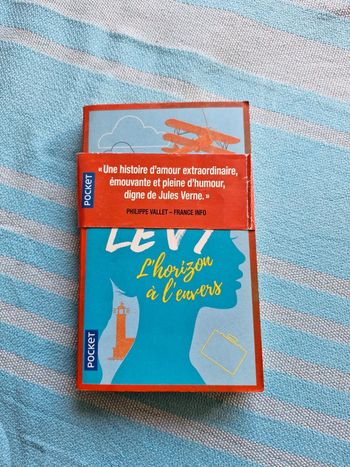 « Une histoire d'amour extraordinaire,
émouvante et pleine d'humour,
digne de Jules Verne. »
PHILIPPE VALLET – FRANCE INFO
POCKET
LEVY
L'horizon
à l'envers
POCKET